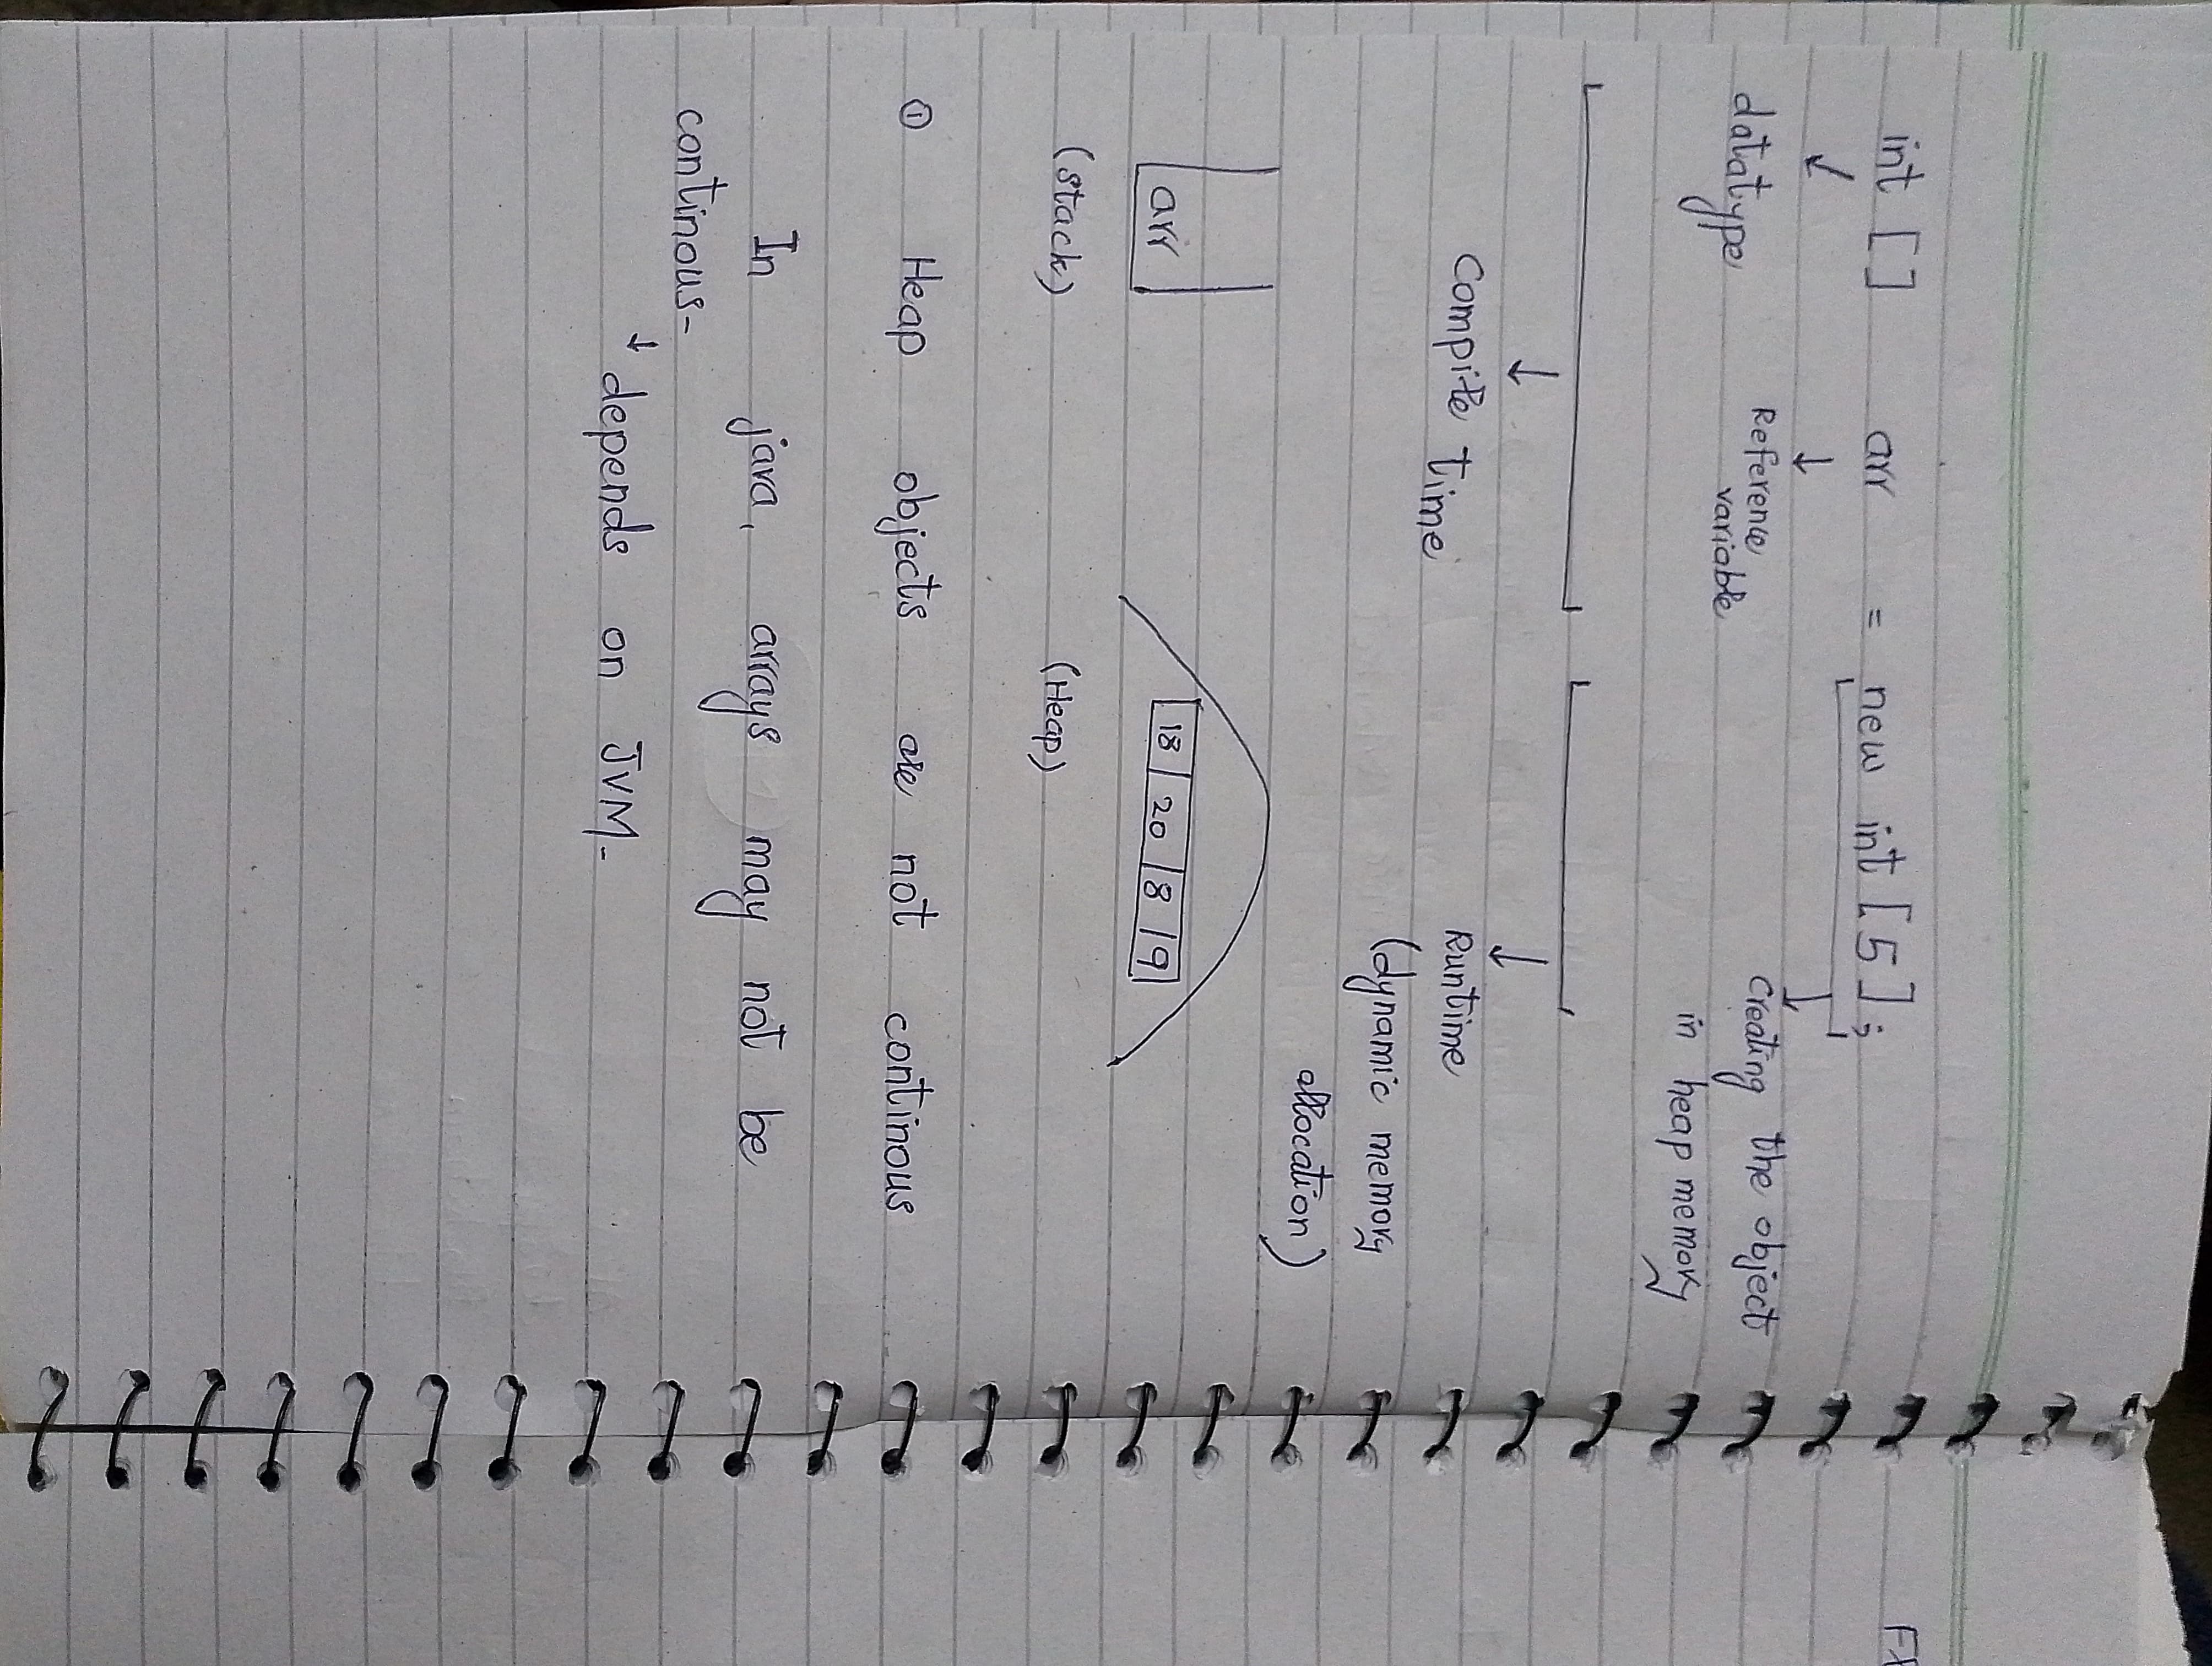 int [] arr = new int [5];
datatype Reference variable Creating the object in heap memory
Compile time Runtime
(dynamic memory
allocation)
arr 18 20 8 9
(stack) (Heap)
① Heap objects are not continous
In java, arrays may not be
continous-
depends on JVM-